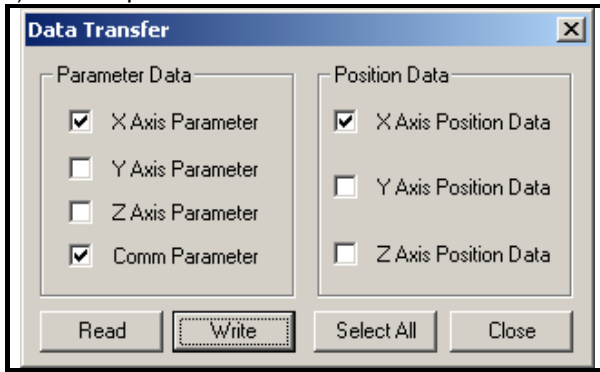 Data Transfer
Parameter Data
X Axis Parameter
Y Axis Parameter
Z Axis Parameter
Comm Parameter
Position Data
X Axis Position Data
Y Axis Position Data
Z Axis Position Data
Read Write Select All Close